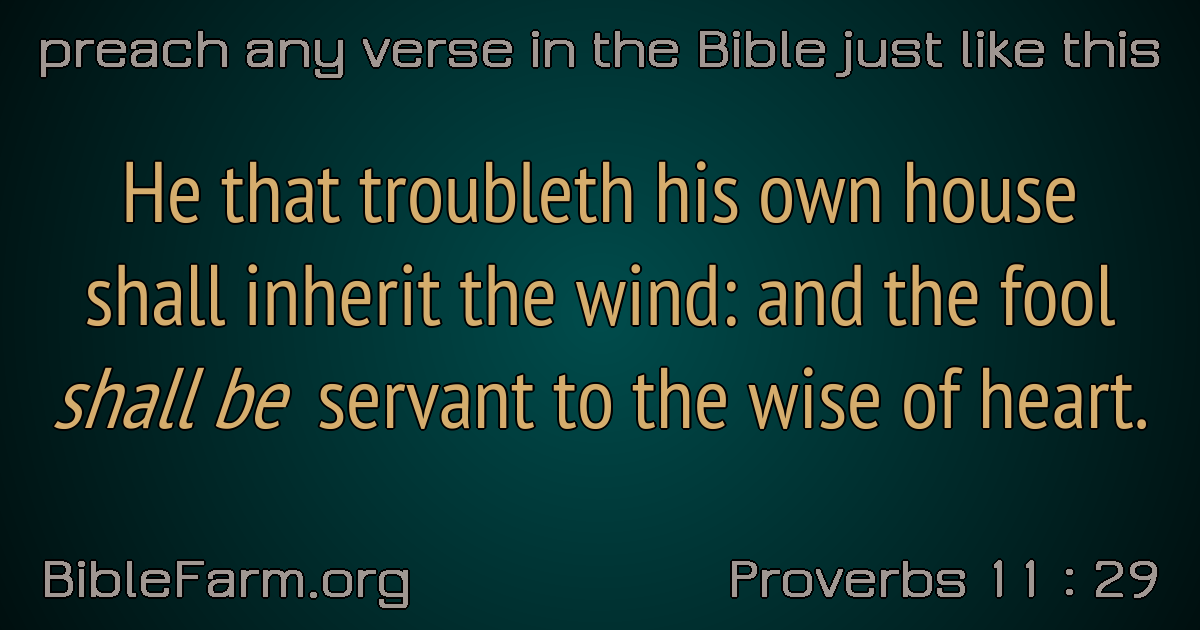 preach any verse in the Bible just like this
He that troubleth his own house
shall inherit the wind: and the fool
shall be servant to the wise of heart.
BibleFarm.org
Proverbs 11 : 29